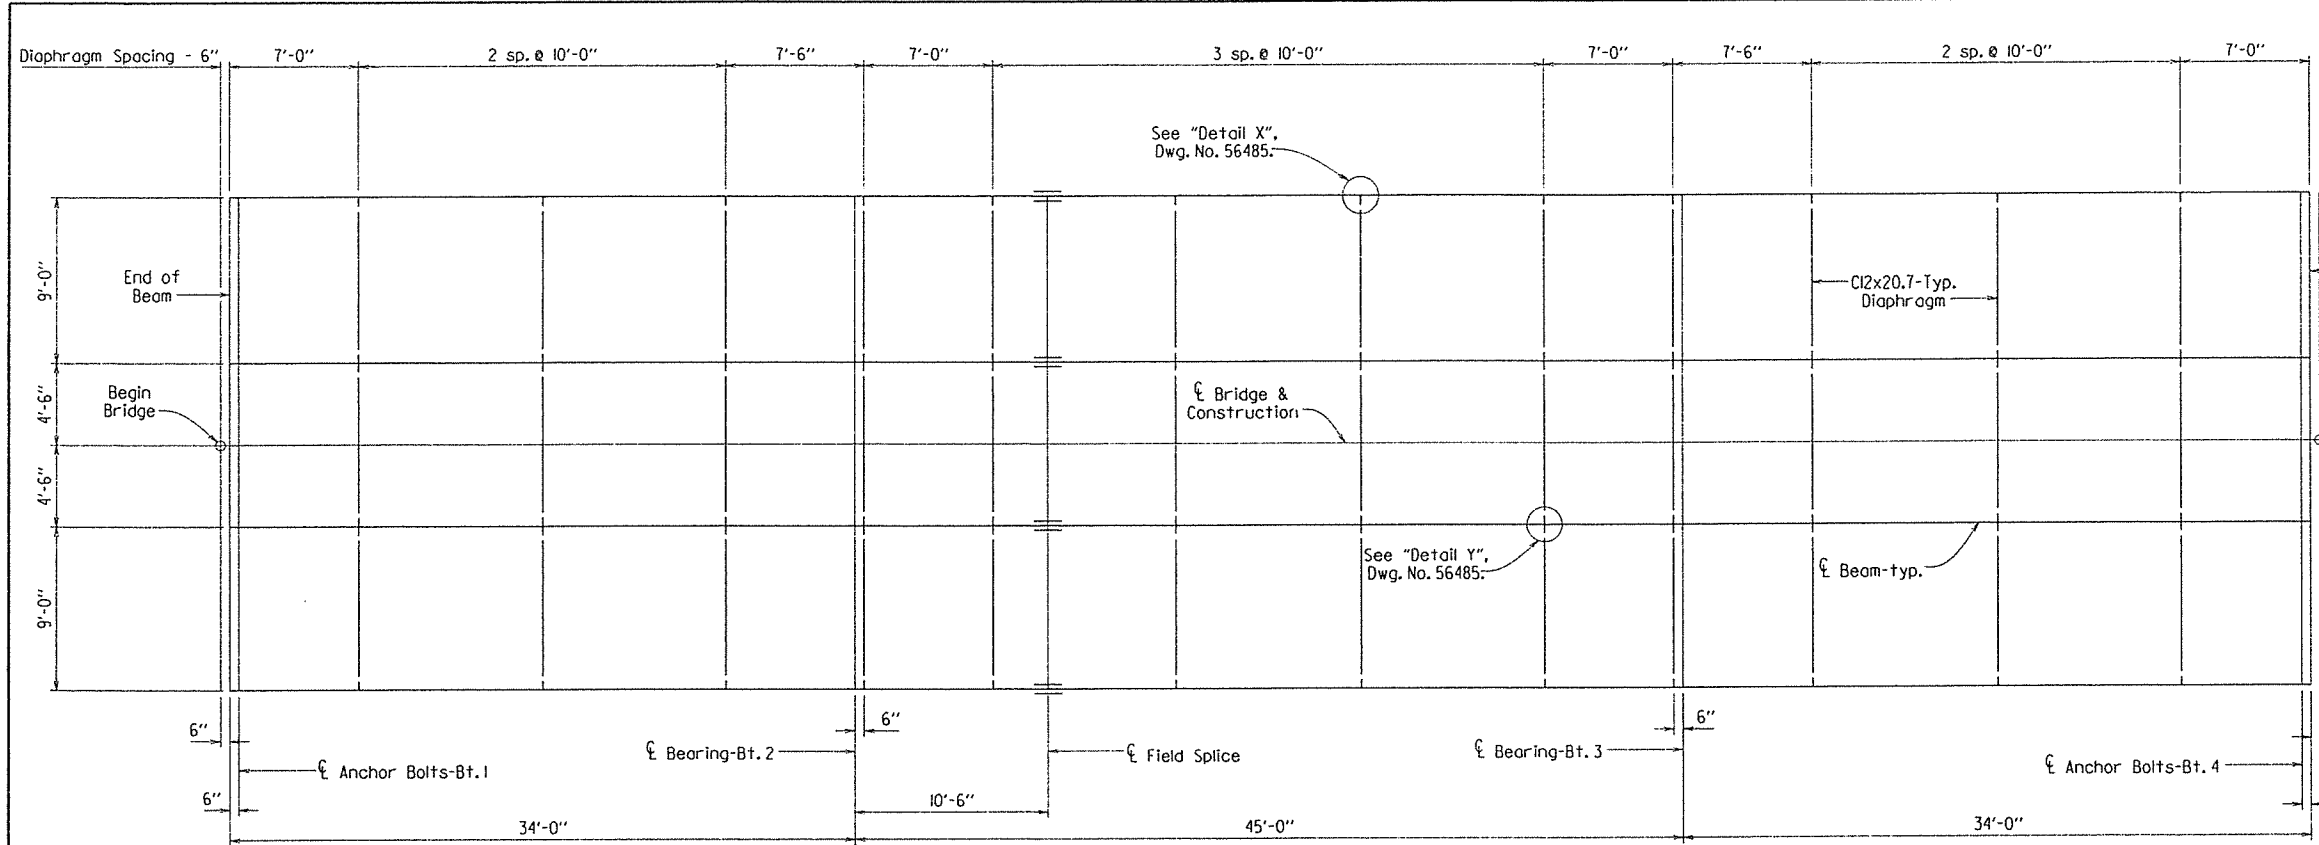 Diaphragm Spacing - 6"
7'-0"
2 sp. @ 10'-0"
7'-6"
7'-0"
3 sp. @ 10'-0"
7'-0"
7'-6"
2 sp. @ 10'-0"
7'-0"
See "Detail X",
Dwg. No. 56485.
9'-0"
End of
Beam
C12x20.7-Typ.
Diaphragm
4'-6"
Begin
Bridge
℄ Bridge &
Construction
4'-6"
See "Detail Y",
Dwg. No. 56485.
℄ Beam-typ.
9'-0"
6"
6"
6"
℄ Bearing-Bt. 2
℄ Field Splice
℄ Bearing-Bt. 3
℄ Anchor Bolts-Bt. 1
℄ Anchor Bolts-Bt. 4
6"
10'-6"
34'-0"
45'-0"
34'-0"